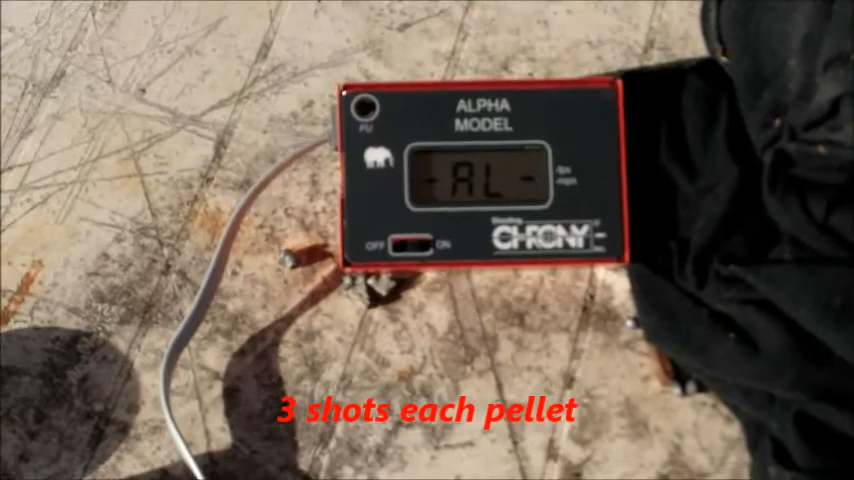 ALPHA
MODEL
FU
- AL -
fps
mps
Shooting
CHRONY
OFF
ON
3 shots each pellet